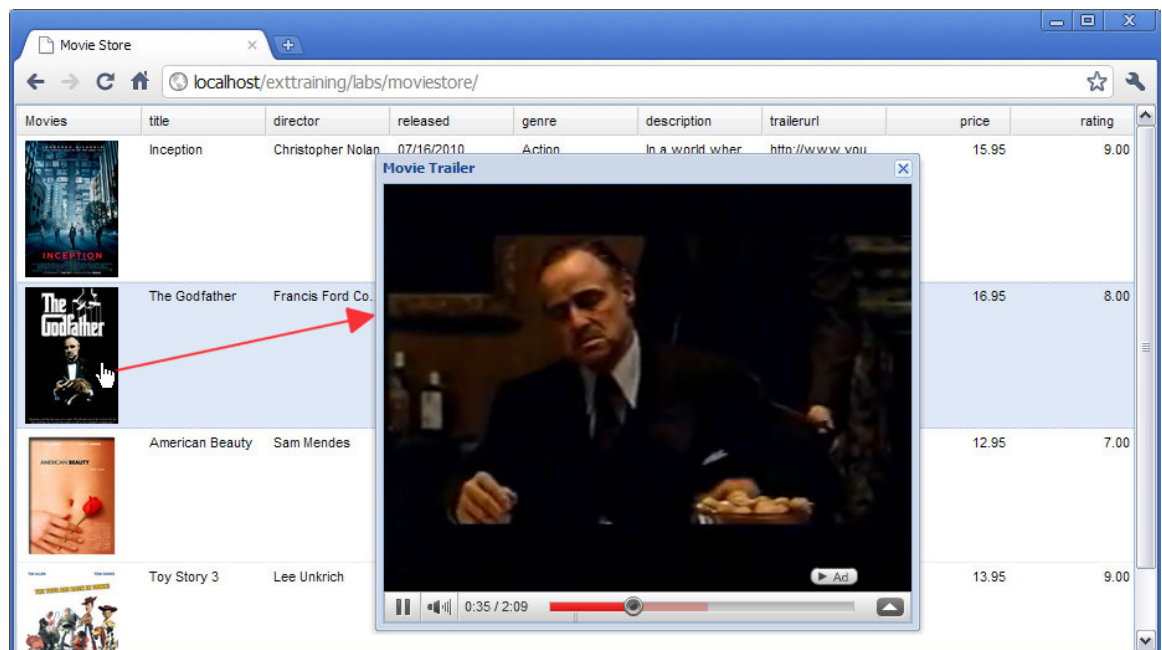 Movie Store
localhost/exttraining/labs/moviestore/
Movies title director released genre description trailerurl price rating
Inception Christopher Nolan 07/16/2010 Action In a world wher http://www.you 15.95 9.00
INCEPTION
Movie Trailer
The Godfather Francis Ford Co... 16.95 8.00
The
Godfather
American Beauty Sam Mendes 12.95 7.00
AMERICAN BEAUTY
Toy Story 3 Lee Unkrich 13.95 9.00
Ad
0:35 / 2:09